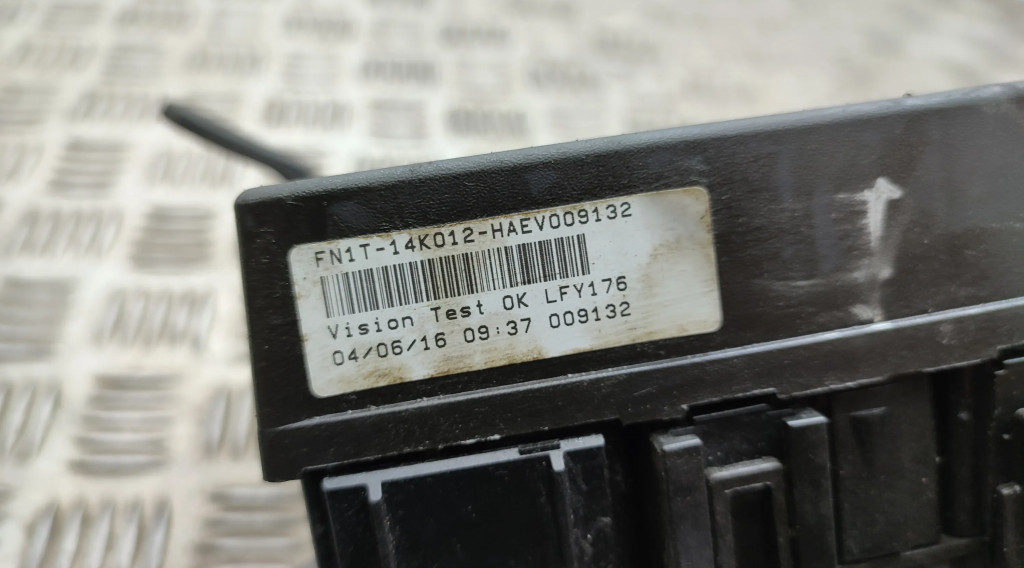 FN1T-14K012-HAEV009132
Vision Test OK LFY176
04/06/16 09:37 009132